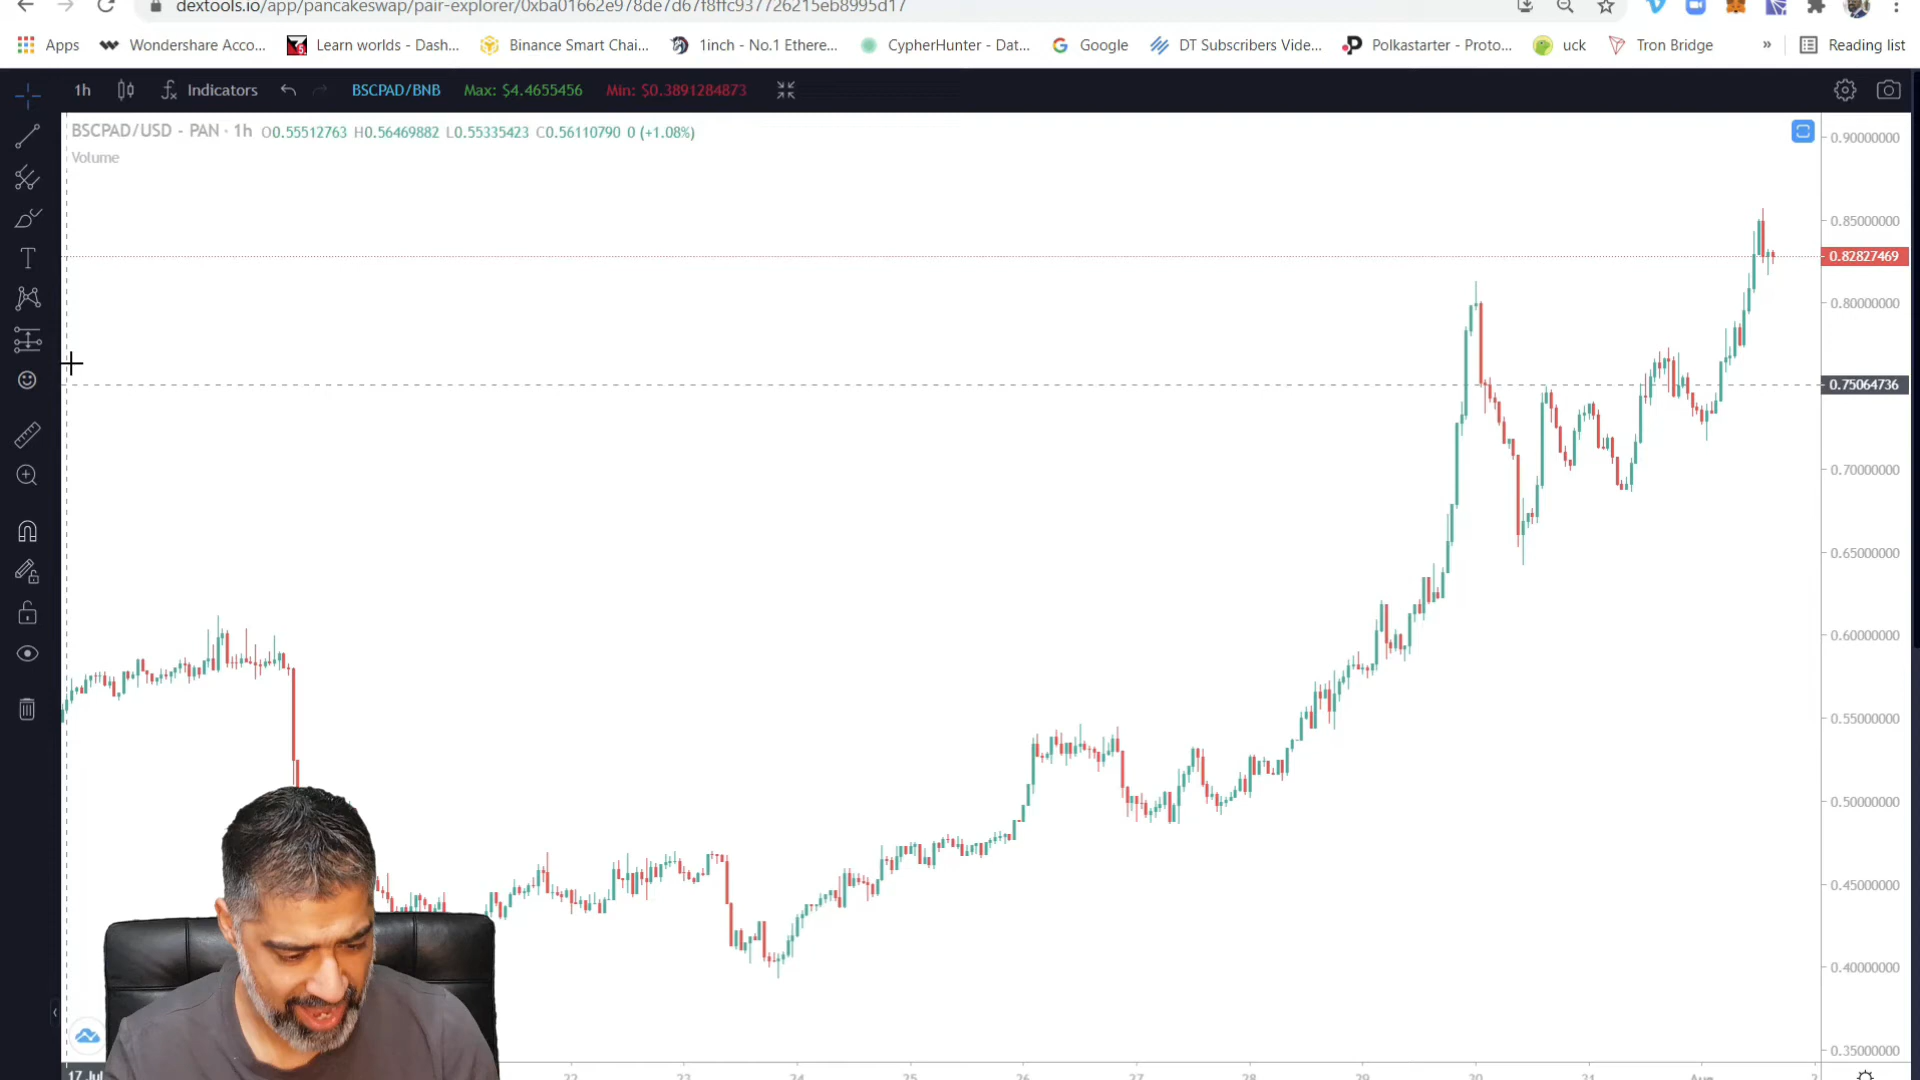 dextools.io/app/pancakeswap/pair-explorer/0xba01662e978de7d67f8ffc937726215eb8995d17
Apps Wondershare Acco... Learn worlds - Dash... Binance Smart Chai... 1inch - No.1 Ethere... CypherHunter - Dat... Google DT Subscribers Vide... Polkastarter - Proto... uck Tron Bridge » Reading list
1h Indicators BSCPAD/BNB Max: $4.4655456 Min: $0.3891284873
BSCPAD/USD - PAN · 1h O0.55512763 H0.56469882 L0.55335423 C0.56110790 0 (+1.08%)
Volume
0.90000000
0.85000000
0.82827469
0.80000000
0.75064736
0.70000000
0.65000000
0.60000000
0.55000000
0.50000000
0.45000000
0.40000000
0.35000000
17 Jul 22 23 24 25 26 27 28 29 30 31 Aug 2